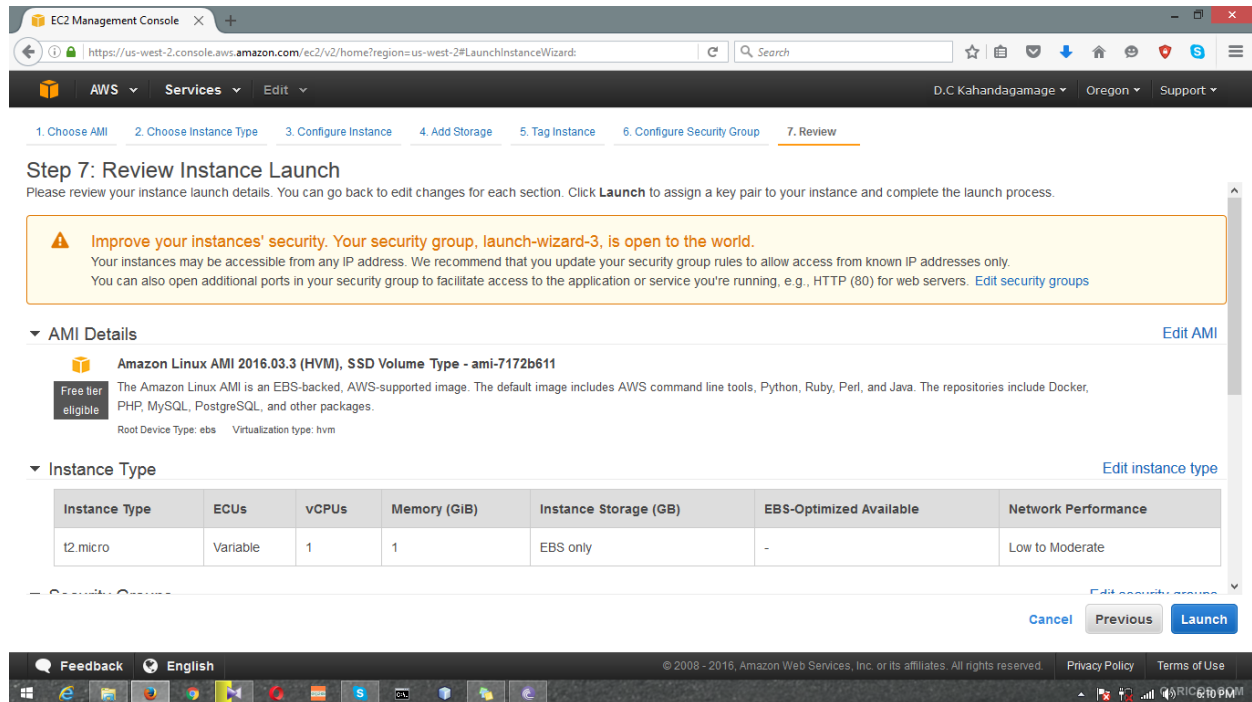 EC2 Management Console
https://us-west-2.console.aws.amazon.com/ec2/v2/home?region=us-west-2#LaunchInstanceWizard:
Search
AWS Services Edit D.C Kahandagamage Oregon Support
1. Choose AMI 2. Choose Instance Type 3. Configure Instance 4. Add Storage 5. Tag Instance 6. Configure Security Group 7. Review
Step 7: Review Instance Launch
Please review your instance launch details. You can go back to edit changes for each section. Click Launch to assign a key pair to your instance and complete the launch process.
Improve your instances' security. Your security group, launch-wizard-3, is open to the world.
Your instances may be accessible from any IP address. We recommend that you update your security group rules to allow access from known IP addresses only.
You can also open additional ports in your security group to facilitate access to the application or service you're running, e.g., HTTP (80) for web servers. Edit security groups
AMI Details Edit AMI
Amazon Linux AMI 2016.03.3 (HVM), SSD Volume Type - ami-7172b611
Free tier eligible
The Amazon Linux AMI is an EBS-backed, AWS-supported image. The default image includes AWS command line tools, Python, Ruby, Perl, and Java. The repositories include Docker,
PHP, MySQL, PostgreSQL, and other packages.
Root Device Type: ebs Virtualization type: hvm
Instance Type Edit instance type
Instance Type ECUs vCPUs Memory (GiB) Instance Storage (GB) EBS-Optimized Available Network Performance
t2.micro Variable 1 1 EBS only - Low to Moderate
Security Groups Edit security groups
Cancel Previous Launch
Feedback English © 2008 - 2016, Amazon Web Services, Inc. or its affiliates. All rights reserved. Privacy Policy Terms of Use
6:10 PM